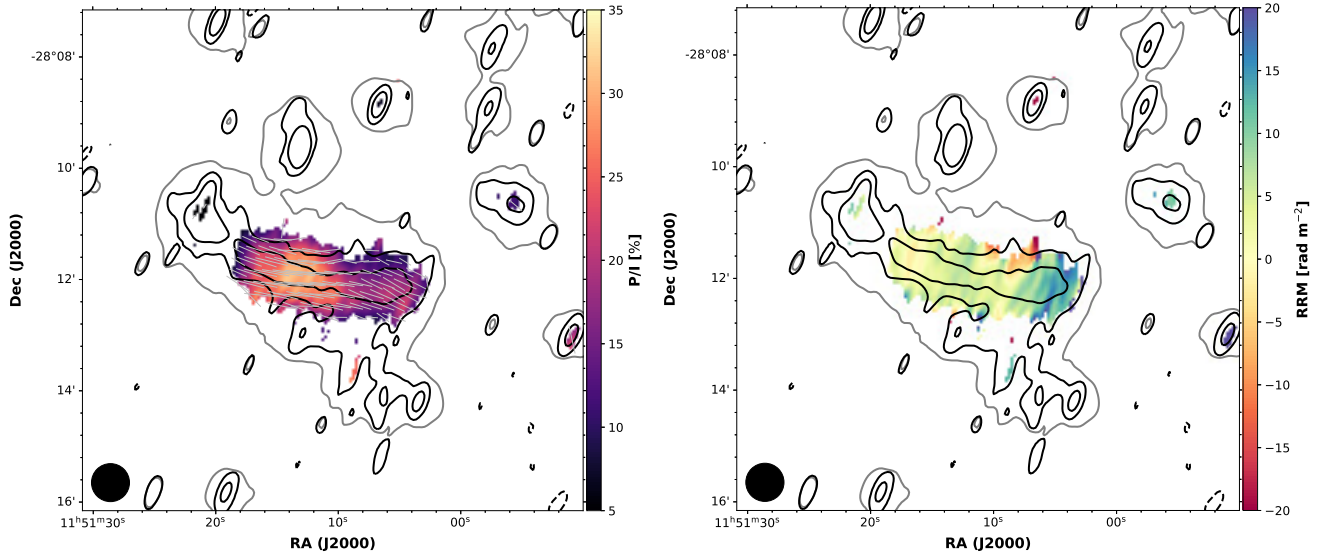 -28°08'
10'
12'
14'
16'
Dec (J2000)
11ʰ51ᵐ30ˢ
20ˢ
10ˢ
00ˢ
RA (J2000)
35
30
25
20
15
10
5
P/I [%]
-28°08'
10'
12'
14'
16'
Dec (J2000)
11ʰ51ᵐ30ˢ
20ˢ
10ˢ
00ˢ
RA (J2000)
20
15
10
5
0
−5
−10
−15
−20
RRM [rad m⁻²]